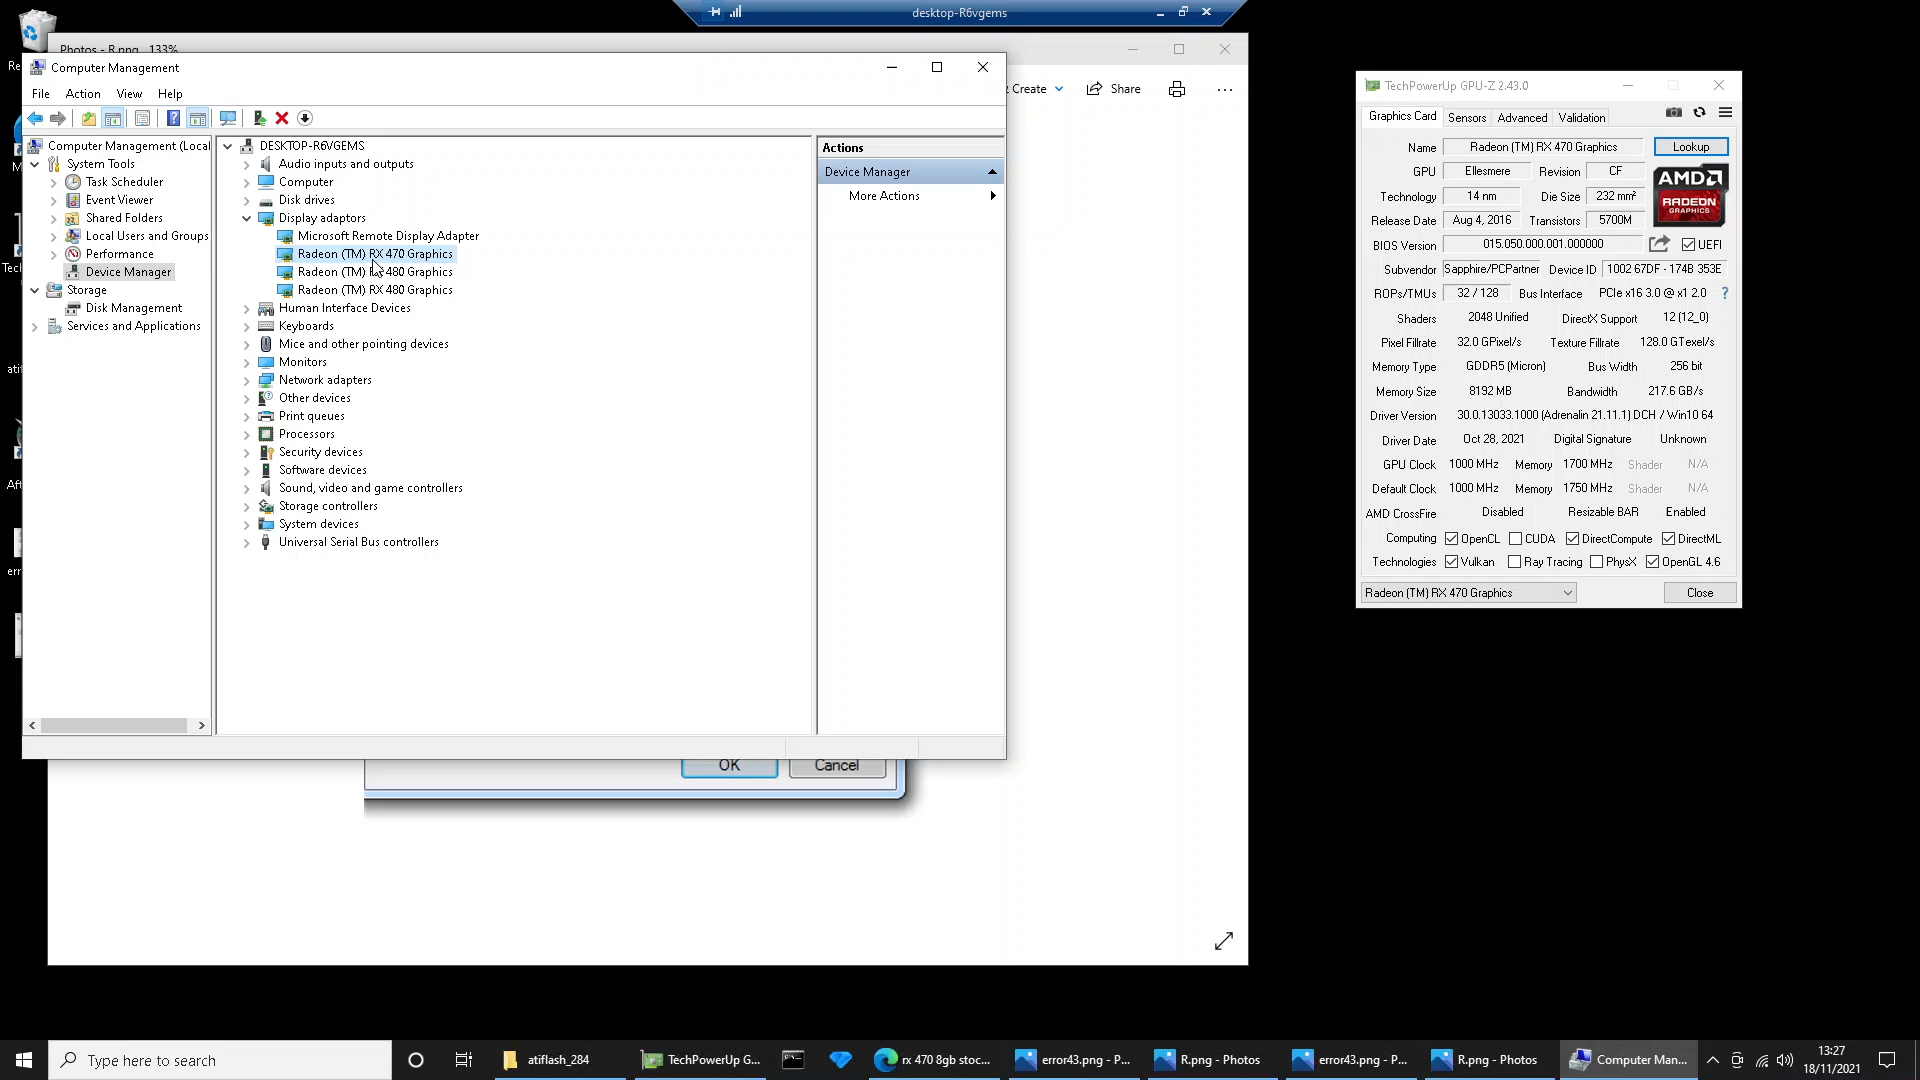 desktop-R6vgems
Photos - R.png 133%
Computer Management
Create
Share
File Action View Help
Computer Management (Local
System Tools
Task Scheduler
Event Viewer
Shared Folders
Local Users and Groups
Performance
Device Manager
Storage
Disk Management
Services and Applications
DESKTOP-R6VGEMS
Audio inputs and outputs
Computer
Disk drives
Display adaptors
Microsoft Remote Display Adapter
Radeon (TM) RX 470 Graphics
Radeon (TM) RX 480 Graphics
Radeon (TM) RX 480 Graphics
Human Interface Devices
Keyboards
Mice and other pointing devices
Monitors
Network adapters
Other devices
Print queues
Processors
Security devices
Software devices
Sound, video and game controllers
Storage controllers
System devices
Universal Serial Bus controllers
Actions
Device Manager
More Actions
OK Cancel
TechPowerUp GPU-Z 2.43.0
Graphics Card Sensors Advanced Validation
Name Radeon (TM) RX 470 Graphics Lookup
GPU Ellesmere Revision CF
AMD RADEON GRAPHICS
Technology 14 nm Die Size 232 mm²
Release Date Aug 4, 2016 Transistors 5700M
BIOS Version 015.050.000.001.000000 UEFI
Subvendor Sapphire/PCPartner Device ID 1002 67DF - 174B 353E
ROPs/TMUs 32 / 128 Bus Interface PCIe x16 3.0 @ x1 2.0 ?
Shaders 2048 Unified DirectX Support 12 (12_0)
Pixel Fillrate 32.0 GPixel/s Texture Fillrate 128.0 GTexel/s
Memory Type GDDR5 (Micron) Bus Width 256 bit
Memory Size 8192 MB Bandwidth 217.6 GB/s
Driver Version 30.0.13033.1000 (Adrenalin 21.11.1) DCH / Win10 64
Driver Date Oct 28, 2021 Digital Signature Unknown
GPU Clock 1000 MHz Memory 1700 MHz Shader N/A
Default Clock 1000 MHz Memory 1750 MHz Shader N/A
AMD CrossFire Disabled Resizable BAR Enabled
Computing OpenCL CUDA DirectCompute DirectML
Technologies Vulkan Ray Tracing PhysX OpenGL 4.6
Radeon (TM) RX 470 Graphics Close
Re
M
Tec
ati
Aft
err
Type here to search
atiflash_284
TechPowerUp G...
rx 470 8gb stoc...
error43.png - P...
R.png - Photos
error43.png - P...
R.png - Photos
Computer Man...
13:27
18/11/2021